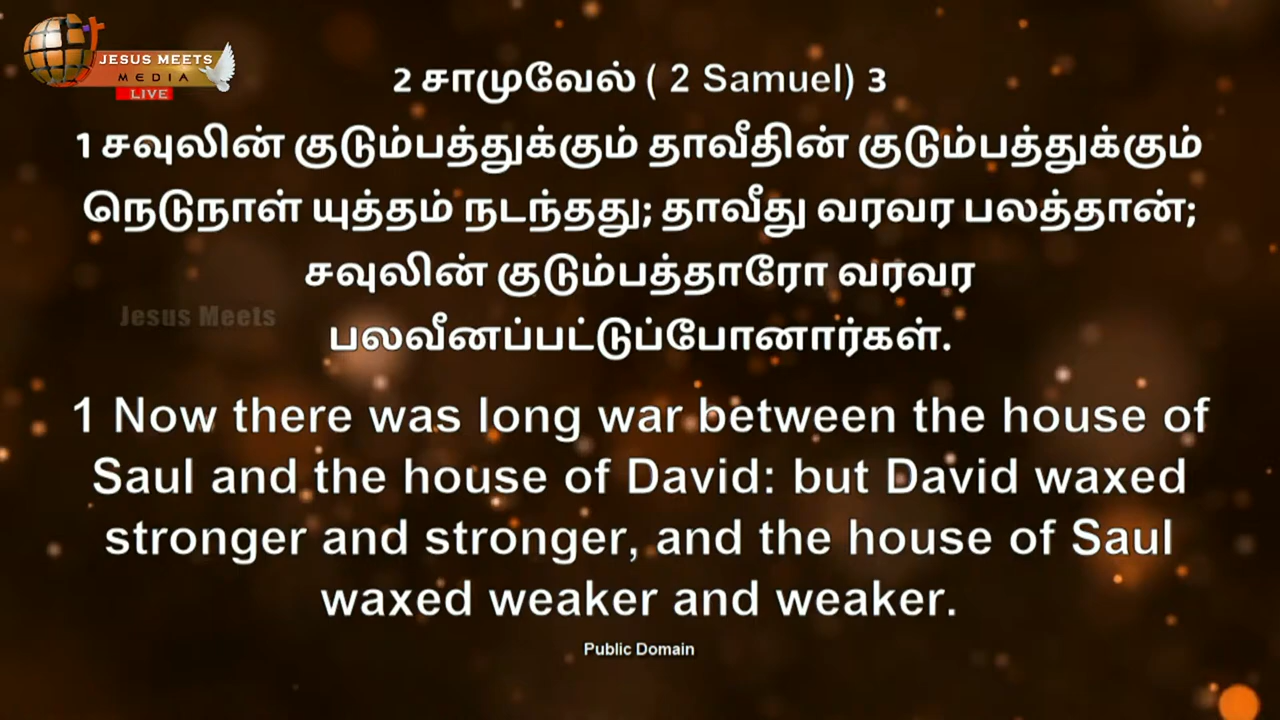 JESUS MEETS
MEDIA
LIVE
2 சாமுவேல் ( 2 Samuel) 3
1 சவுலின் குடும்பத்துக்கும் தாவீதின் குடும்பத்துக்கும்
நெடுநாள் யுத்தம் நடந்தது; தாவீது வரவர பலத்தான்;
சவுலின் குடும்பத்தாரோ வரவர
Jesus Meets
பலவீனப்பட்டுப்போனார்கள்.
1 Now there was long war between the house of
Saul and the house of David: but David waxed
stronger and stronger, and the house of Saul
waxed weaker and weaker.
Public Domain